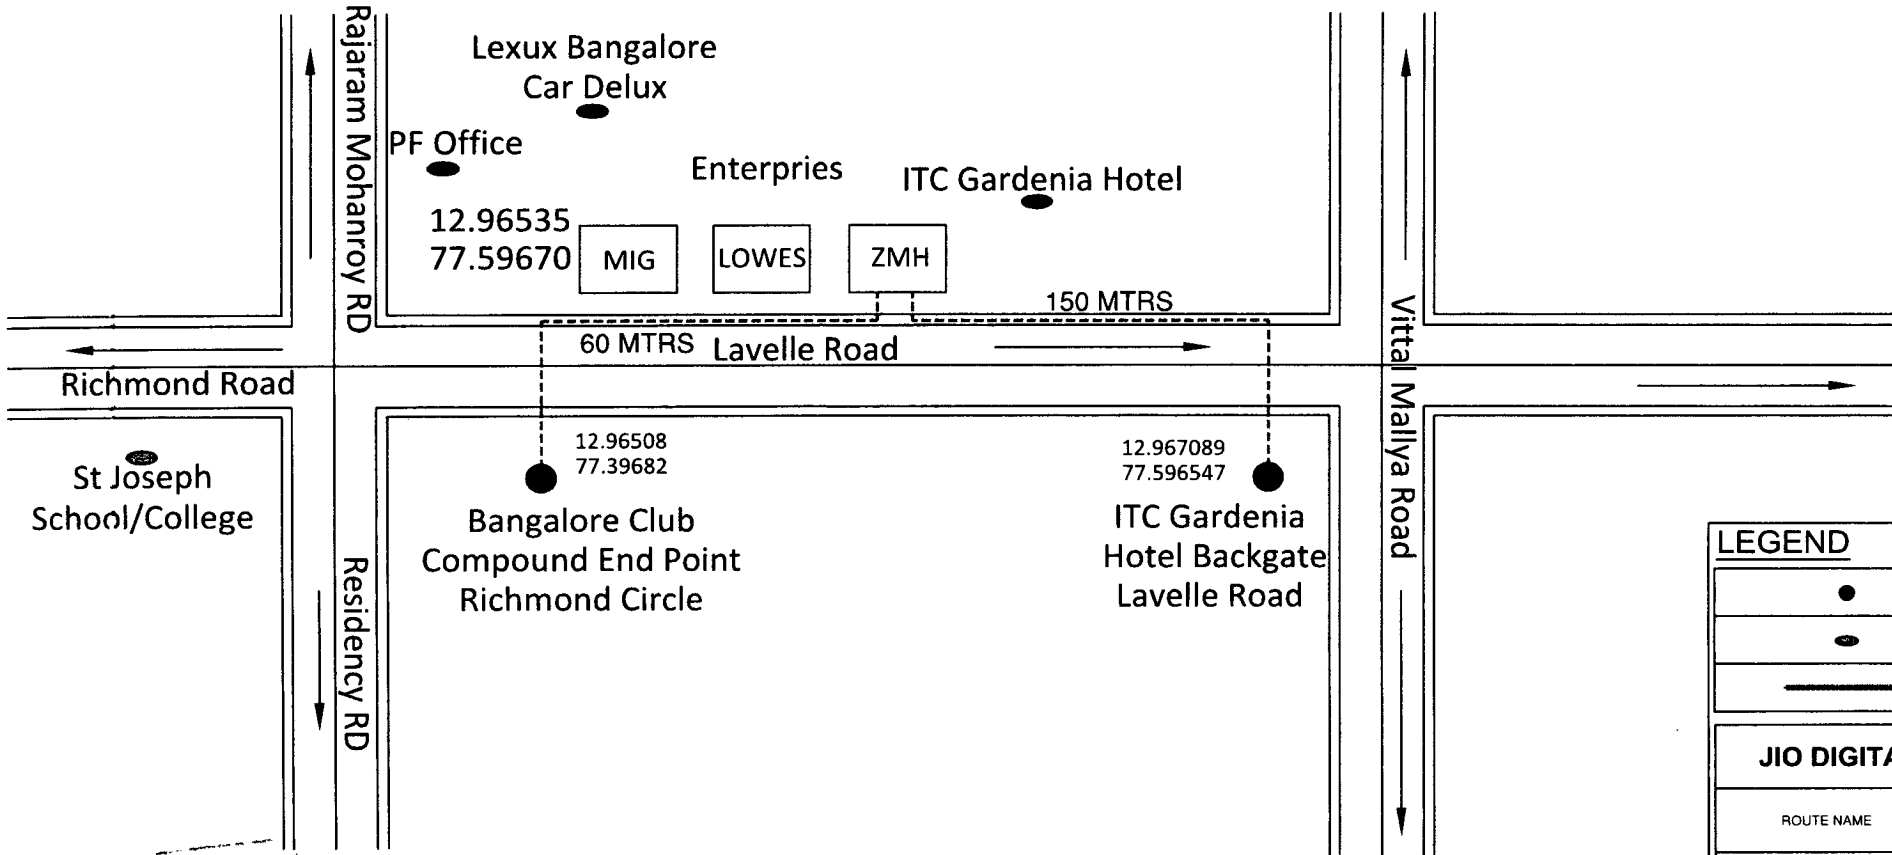 Rajaram Mohanroy RD
Lexux Bangalore
Car Delux
PF Office
Enterpries
ITC Gardenia Hotel
12.96535
77.59670
MIG
LOWES
ZMH
150 MTRS
60 MTRS
Lavelle Road
Richmond Road
Vittal Mallya Road
St Joseph
School/College
12.96508
77.39682
Bangalore Club
Compound End Point
Richmond Circle
12.967089
77.596547
ITC Gardenia
Hotel Backgate
Lavelle Road
Residency RD
LEGEND
JIO DIGITA
ROUTE NAME